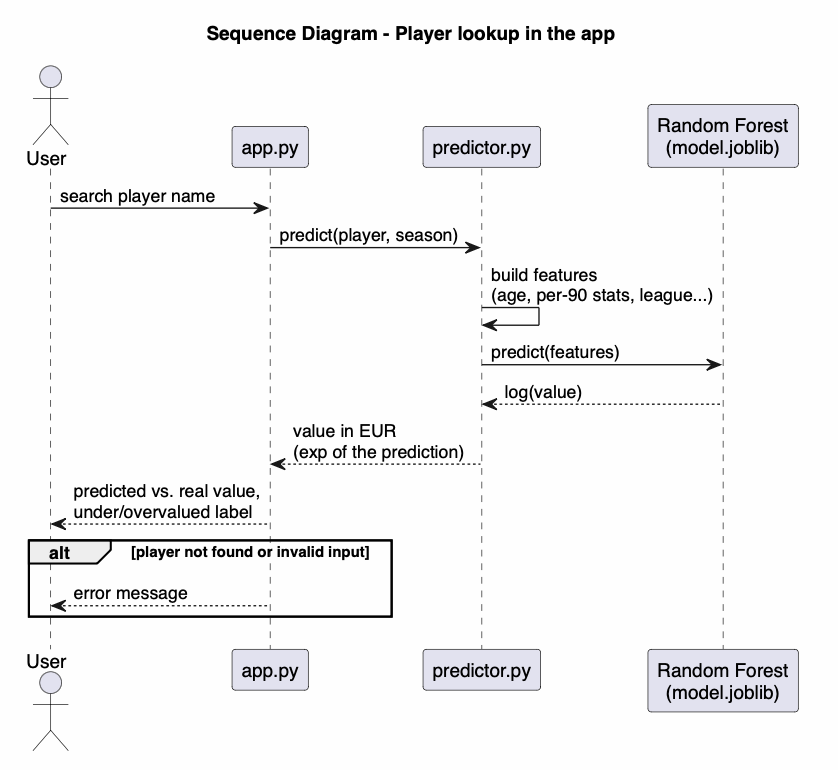 Sequence Diagram - Player lookup in the app
User
app.py
predictor.py
Random Forest
(model.joblib)
search player name
predict(player, season)
build features
(age, per-90 stats, league...)
predict(features)
log(value)
value in EUR
(exp of the prediction)
predicted vs. real value,
under/overvalued label
alt
[player not found or invalid input]
error message
User
app.py
predictor.py
Random Forest
(model.joblib)